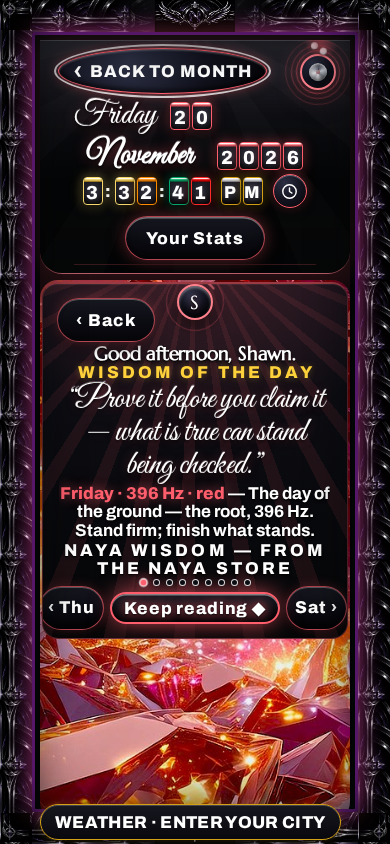 ‹ BACK TO MONTH
Friday 20
November 2026
3:32:41 PM
Your Stats
S
‹ Back
Good afternoon, Shawn.
WISDOM OF THE DAY
“Prove it before you claim it
— what is true can stand
being checked.”
Friday · 396 Hz · red — The day of
the ground — the root, 396 Hz.
Stand firm; finish what stands.
NAYA WISDOM — FROM
THE NAYA STORE
‹ Thu Keep reading ◆ Sat ›
WEATHER · ENTER YOUR CITY